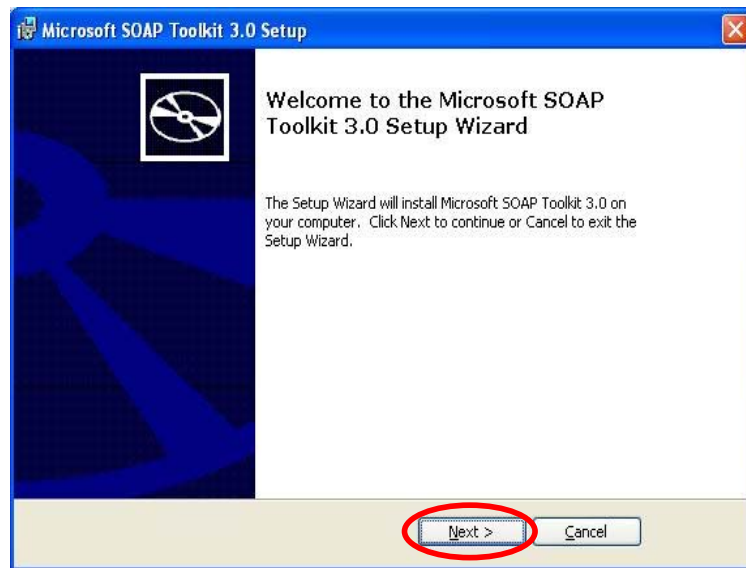 Microsoft SOAP Toolkit 3.0 Setup
Welcome to the Microsoft SOAP
Toolkit 3.0 Setup Wizard
The Setup Wizard will install Microsoft SOAP Toolkit 3.0 on
your computer. Click Next to continue or Cancel to exit the
Setup Wizard.
Next >
Cancel